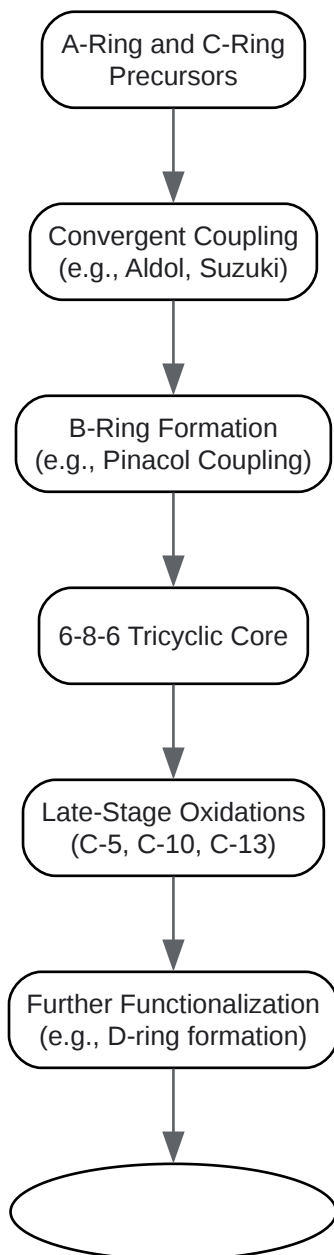 A-Ring and C-Ring
Precursors
Convergent Coupling
(e.g., Aldol, Suzuki)
B-Ring Formation
(e.g., Pinacol Coupling)
6-8-6 Tricyclic Core
Late-Stage Oxidations
(C-5, C-10, C-13)
Further Functionalization
(e.g., D-ring formation)